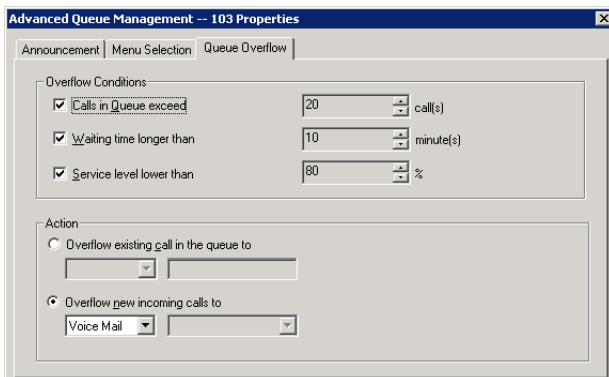 Advanced Queue Management -- 103 Properties
Announcement Menu Selection Queue Overflow
Overflow Conditions
Calls in Queue exceed 20 call(s)
Waiting time longer than 10 minute(s)
Service level lower than 80 %
Action
Overflow existing call in the queue to
Overflow new incoming calls to
Voice Mail